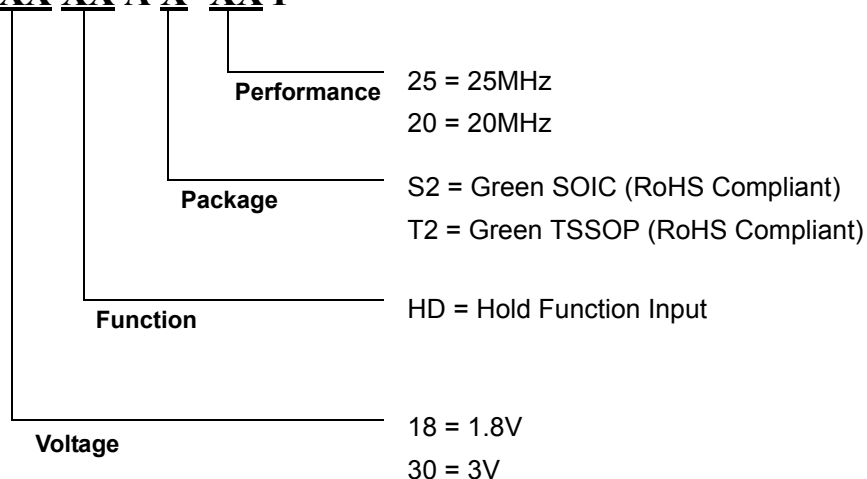 Performance
25 = 25MHz
20 = 20MHz
Package
S2 = Green SOIC (RoHS Compliant)
T2 = Green TSSOP (RoHS Compliant)
Function
HD = Hold Function Input
Voltage
18 = 1.8V
30 = 3V